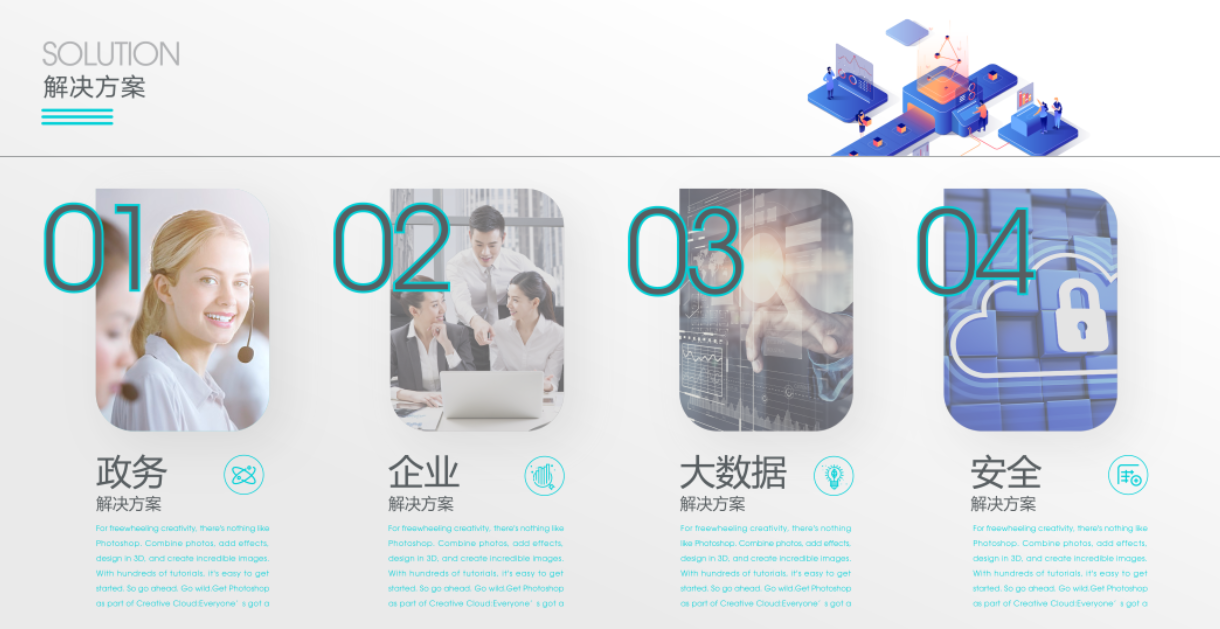 SOLUTION
解决方案
01
02
03
04
政务
解决方案
For freewheeling creativity, there's nothing like
Photoshop. Combine photos, add effects,
design in 3D, and create incredible images.
With hundreds of tutorials, it's easy to get
started. So go ahead. Go wild.Get Photoshop
as part of Creative Cloud:Everyone' s got a
企业
解决方案
For freewheeling creativity, there's nothing like
Photoshop. Combine photos, add effects,
design in 3D, and create incredible images.
With hundreds of tutorials, it's easy to get
started. So go ahead. Go wild.Get Photoshop
as part of Creative Cloud:Everyone' s got a
大数据
解决方案
For freewheeling creativity, there's nothing
like Photoshop. Combine photos, add effects,
design in 3D, and create incredible images.
With hundreds of tutorials, it's easy to get
started. So go ahead. Go wild.Get Photoshop
as part of Creative Cloud:Everyone' s got a
安全
解决方案
For freewheeling creativity, there's nothing like
Photoshop. Combine photos, add effects,
design in 3D, and create incredible images.
With hundreds of tutorials, it's easy to get
started. So go ahead. Go wild.Get Photoshop
as part of Creative Cloud:Everyone' s got a